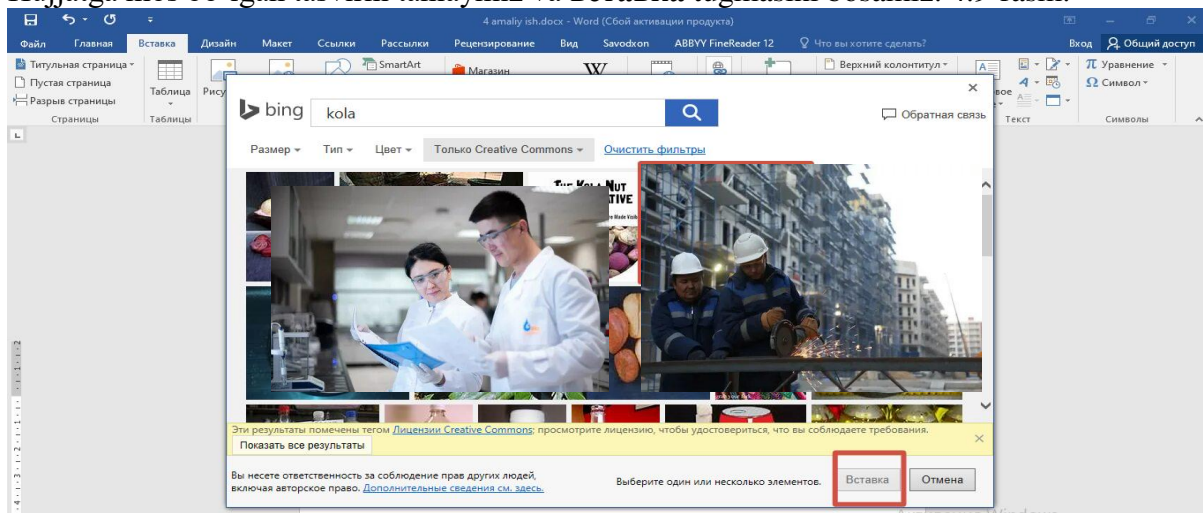 Hujjatga mos bo'lgan tasvirni tanlaymiz va Вставка tugmasini bosamiz. 4.9-rasm.
4 amaliy ish.docx - Word (Сбой активации продукта)
Файл Главная Вставка Дизайн Макет Ссылки Рассылки Рецензирование Вид Savodxon ABBYY FineReader 12 Что вы хотите сделать? Вход Общий доступ
Титульная страница SmartArt Магазин W Верхний колонтитул Уравнение
Пустая страница Таблица Символ
Разрыв страницы
Страницы Таблицы Текст Символы
bing kola Обратная связь
Размер Тип Цвет Только Creative Commons Очистить фильтры
Эти результаты помечены тегом Лицензии Creative Commons; просмотрите лицензию, чтобы удостовериться, что вы соблюдаете требования.
Показать все результаты
Вы несете ответственность за соблюдение прав других людей,
включая авторское право. Дополнительные сведения см. здесь.
Выберите один или несколько элементов. Вставка Отмена